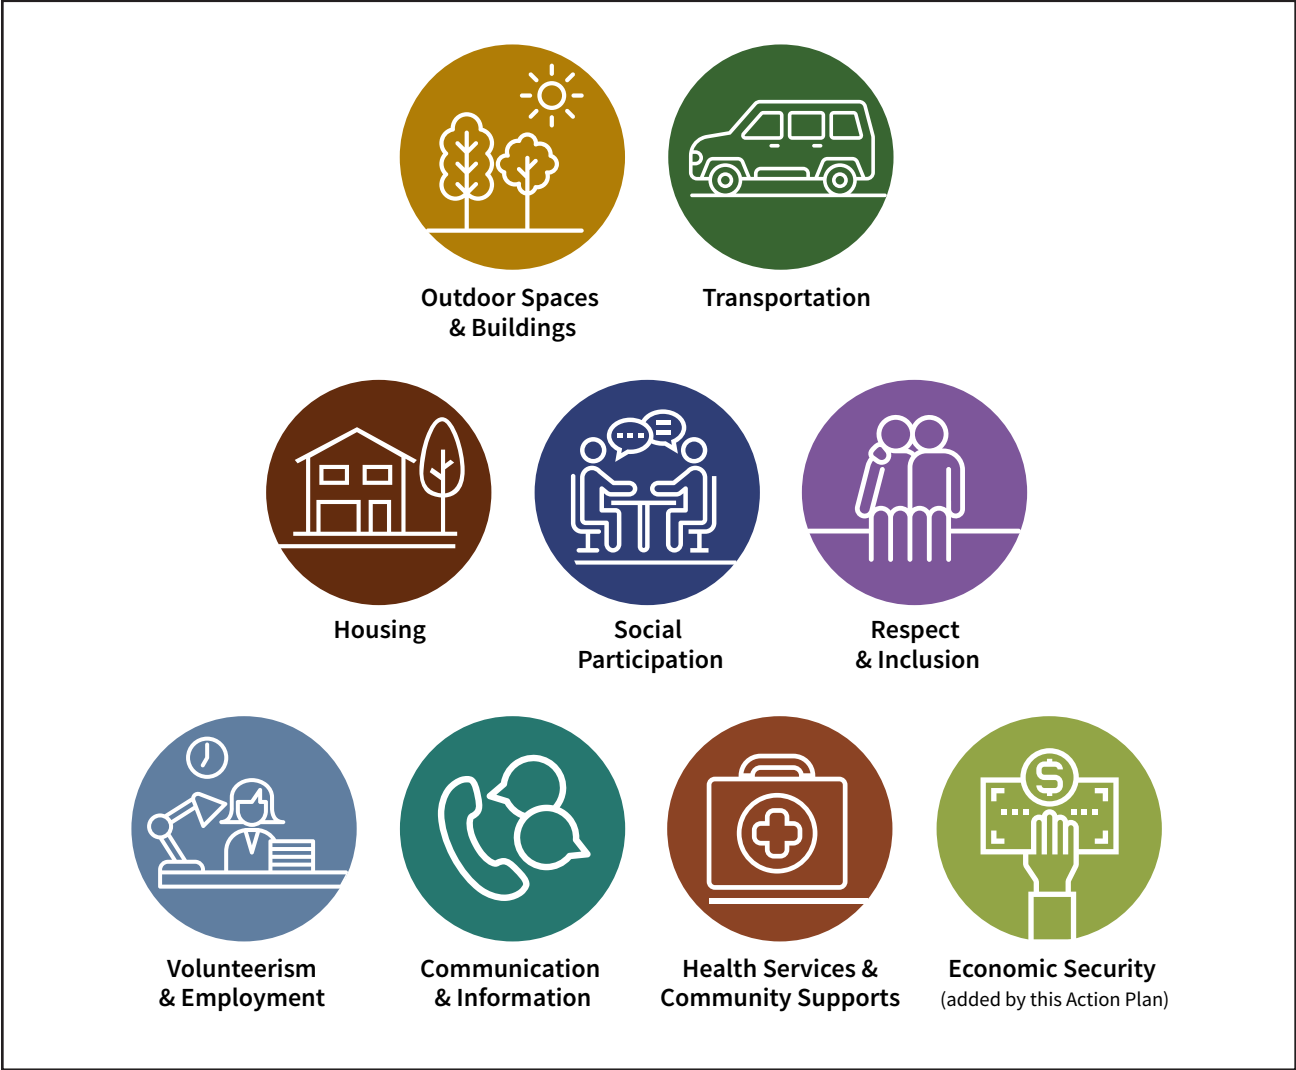 Outdoor Spaces
& Buildings
Transportation
Housing
Social
Participation
Respect
& Inclusion
Volunteerism
& Employment
Communication
& Information
Health Services &
Community Supports
Economic Security
(added by this Action Plan)